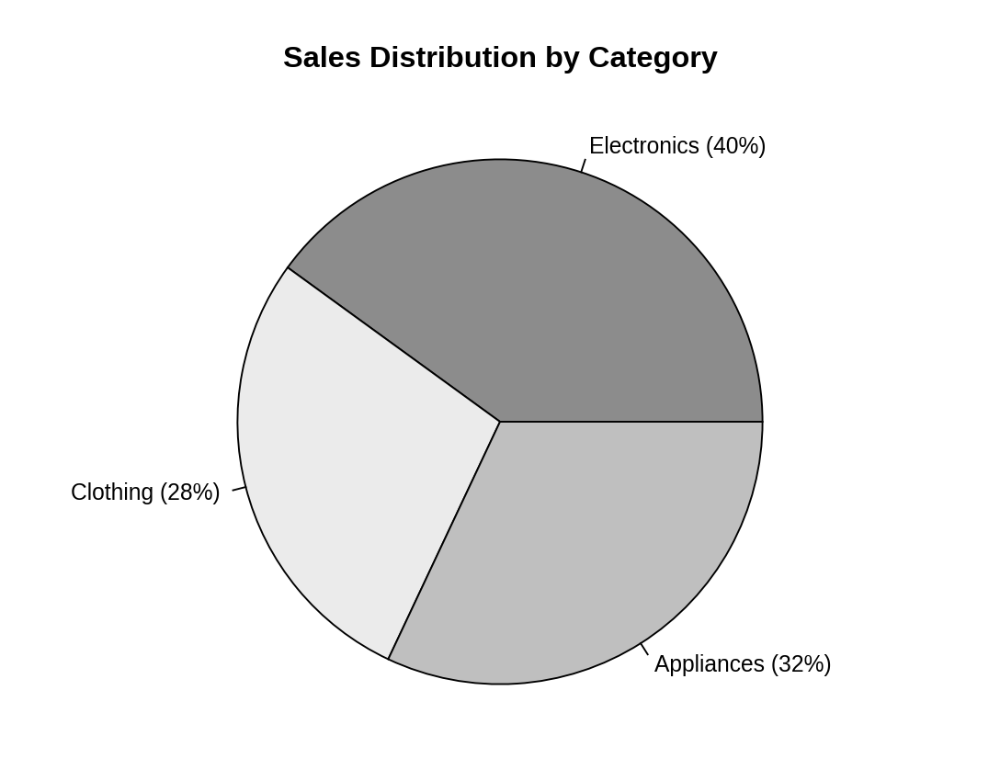 Sales Distribution by Category
Electronics (40%)
Clothing (28%)
Appliances (32%)